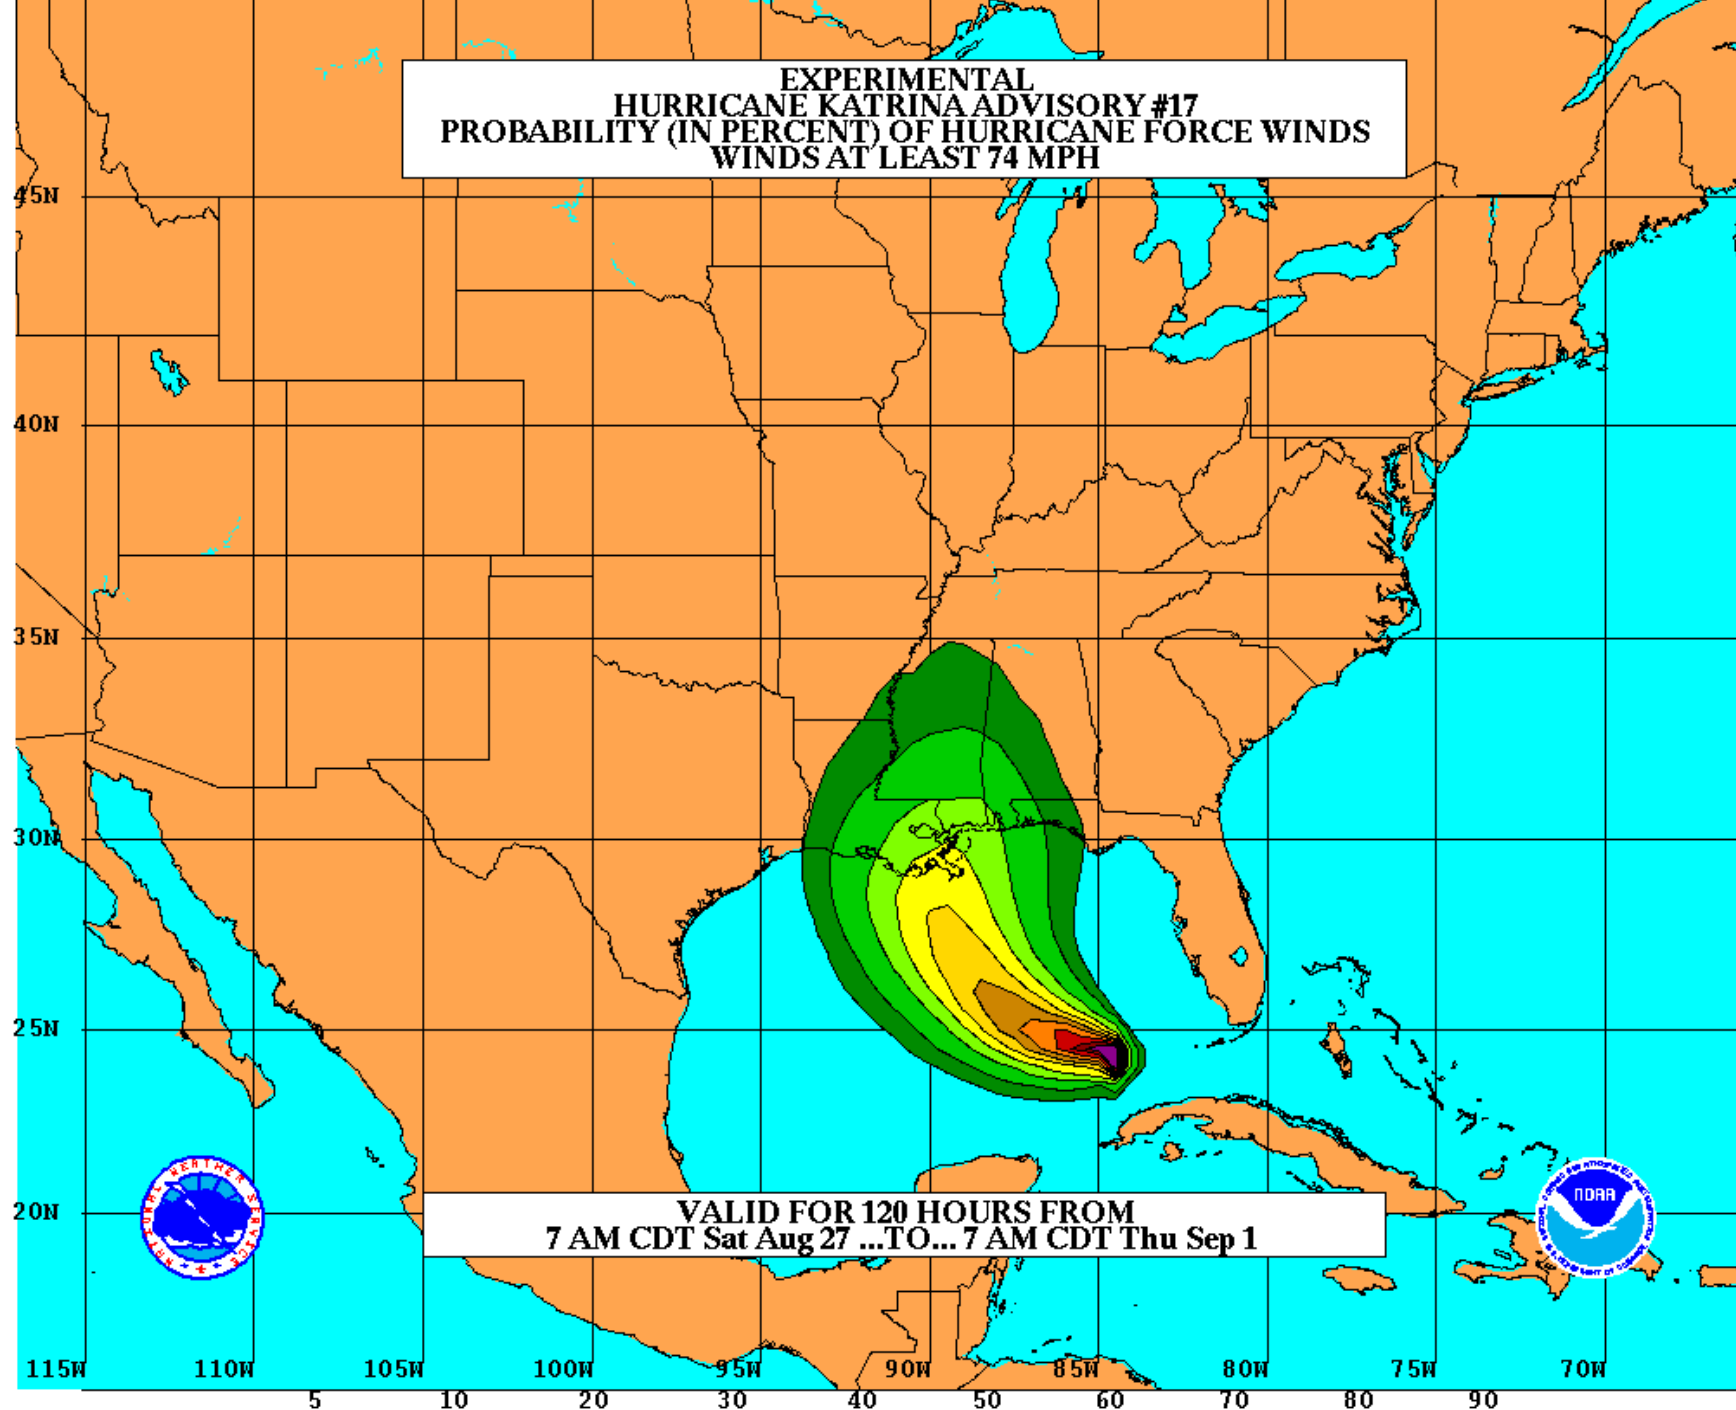 EXPERIMENTAL
HURRICANE KATRINA ADVISORY #17
PROBABILITY (IN PERCENT) OF HURRICANE FORCE WINDS
WINDS AT LEAST 74 MPH
45N
40N
35N
30N
25N
20N
NATIONAL WEATHER SERVICE
NOAA
VALID FOR 120 HOURS FROM
7 AM CDT Sat Aug 27 ...TO... 7 AM CDT Thu Sep 1
115W 110W 105W 100W 95W 90W 85W 80W 75W 70W
5 10 20 30 40 50 60 70 80 90